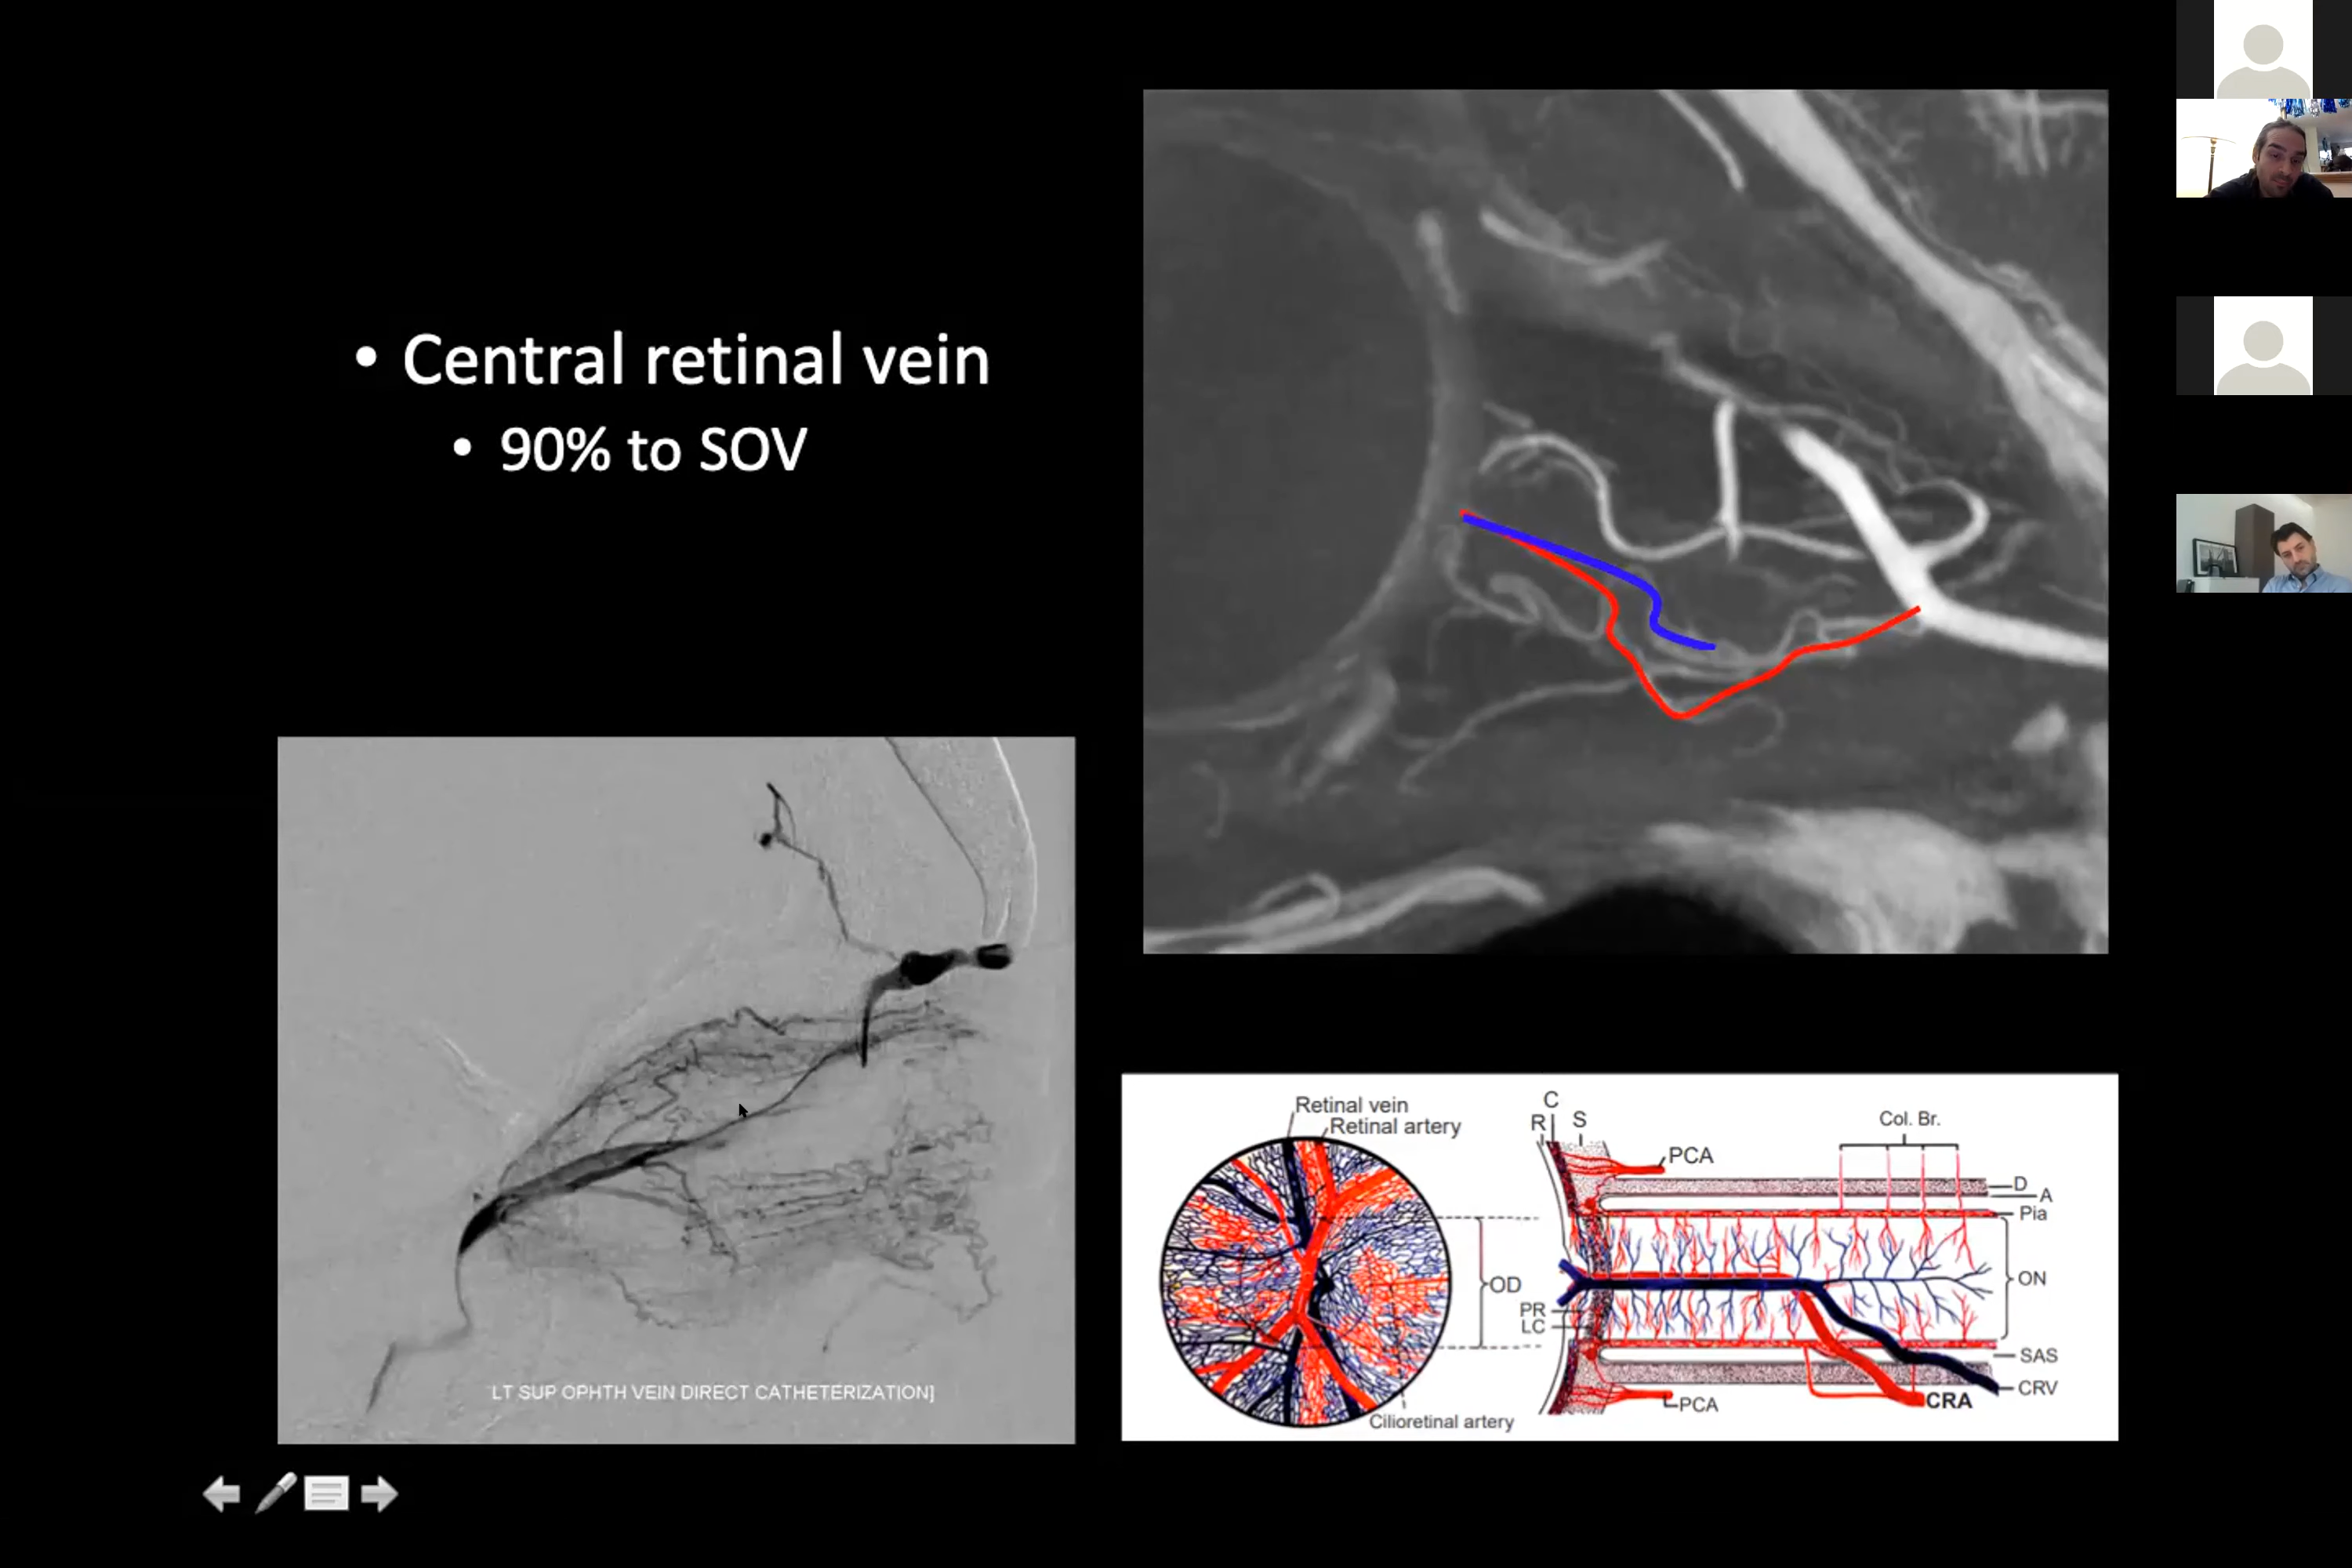 • Central retinal vein
• 90% to SOV
LT SUP OPHTH VEIN DIRECT CATHETERIZATION]
Retinal vein
Retinal artery
OD
Cilioretinal artery
C
R
S
PCA
Col. Br.
D
A
Pia
ON
PR
LC
SAS
CRV
PCA
CRA